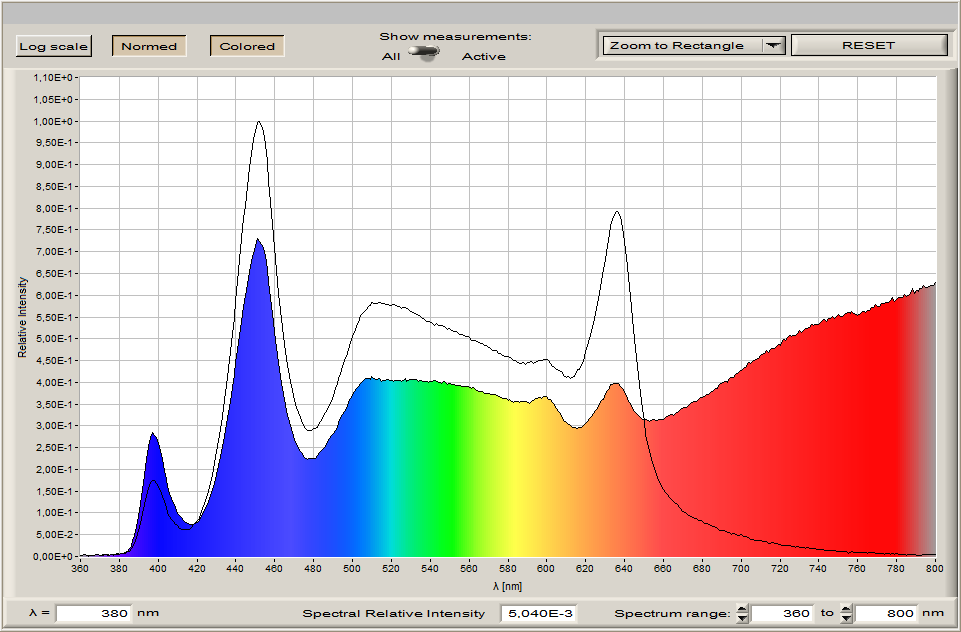 Log scale Normed Colored Show measurements: Zoom to Rectangle RESET
All Active
1,10E+0
1,05E+0
1,00E+0
9,50E-1
9,00E-1
8,50E-1
8,00E-1
7,50E-1
7,00E-1
6,50E-1
6,00E-1
5,50E-1
5,00E-1
4,50E-1
4,00E-1
3,50E-1
3,00E-1
2,50E-1
2,00E-1
1,50E-1
1,00E-1
5,00E-2
0,00E+0
Relative Intensity
360 380 400 420 440 460 480 500 520 540 560 580 600 620 640 660 680 700 720 740 760 780 800
λ [nm]
λ = 380 nm Spectral Relative Intensity 5,040E-3 Spectrum range: 360 to 800 nm